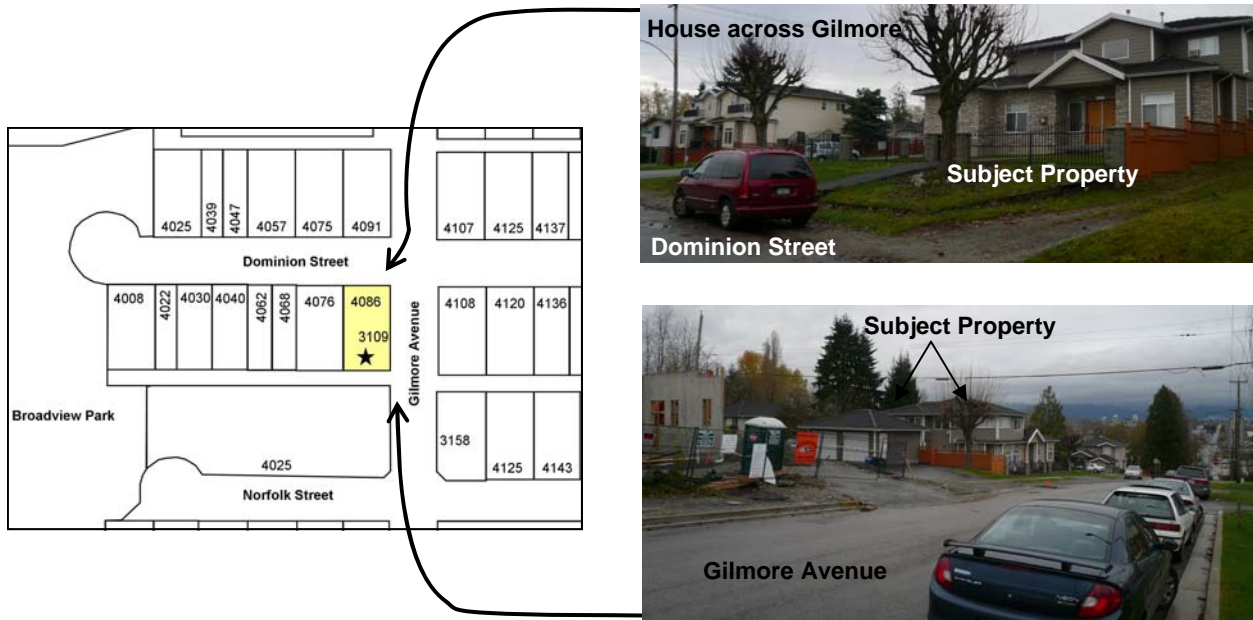 4025
4039
4047
4057
4075
4091
4107
4125
4137
Dominion Street
4008
4022
4030
4040
4062
4068
4076
4086
3109
Gilmore Avenue
4108
4120
4136
Broadview Park
4025
3158
4125
4143
Norfolk Street
House across Gilmore
Subject Property
Dominion Street
Subject Property
Gilmore Avenue
NEON